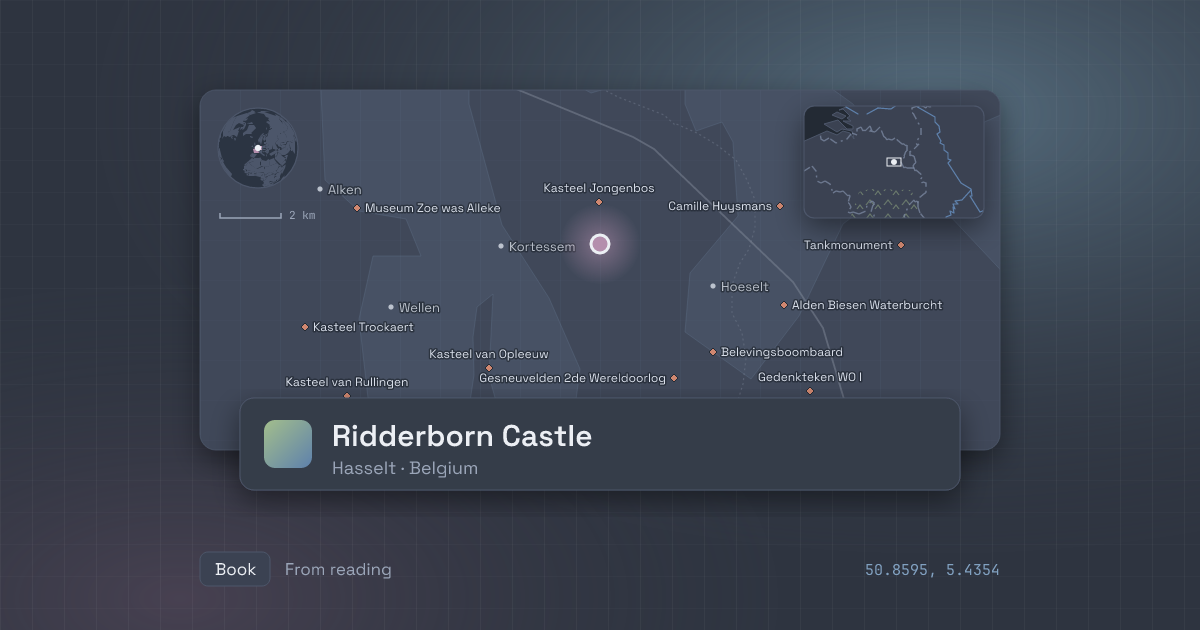 Kasteel Jongenbos
Alken
Museum Zoe was Alleke
Camille Huysmans
2 km
Kortessem
Tankmonument
Hoeselt
Wellen
Alden Biesen Waterburcht
Kasteel Trockaert
Kasteel van Opleeuw
Belevingsboombaard
Gesneuvelden 2de Wereldoorlog
Gedenkteken WO I
Kasteel van Rullingen
Ridderborn Castle
Hasselt · Belgium
Book
From reading
50.8595, 5.4354